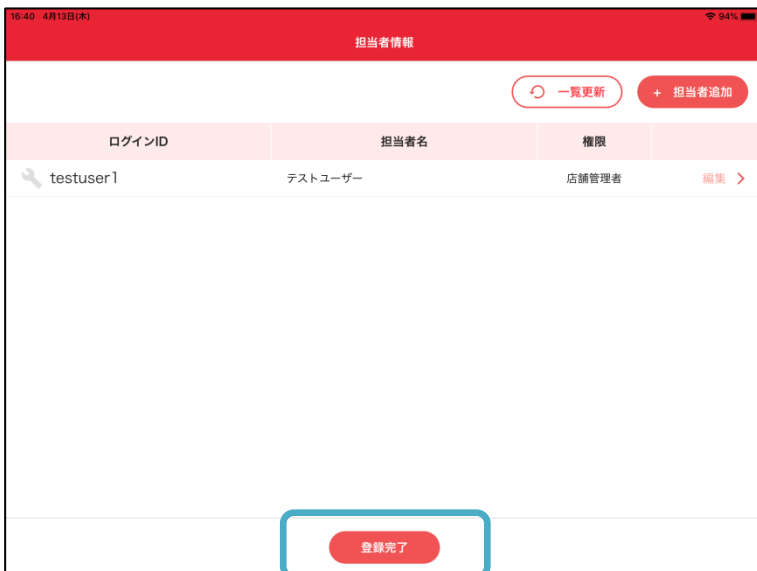 16:40 4月13日(木) 94%
担当者情報
一覧更新 + 担当者追加
ログインID 担当者名 権限
testuser1 テストユーザー 店舗管理者 編集
登録完了